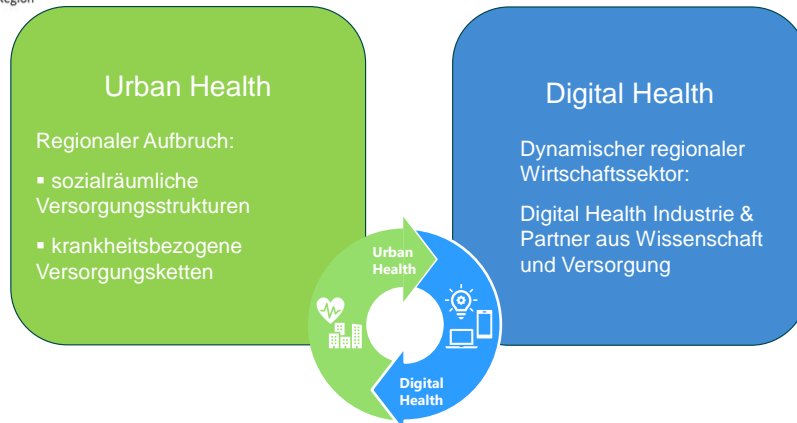 Region
Urban Health
Regionaler Aufbruch:
▪ sozialräumliche
Versorgungsstrukturen
▪ krankheitsbezogene
Versorgungsketten
Digital Health
Dynamischer regionaler
Wirtschaftssektor:
Digital Health Industrie &
Partner aus Wissenschaft
und Versorgung
Urban
Health
Digital
Health